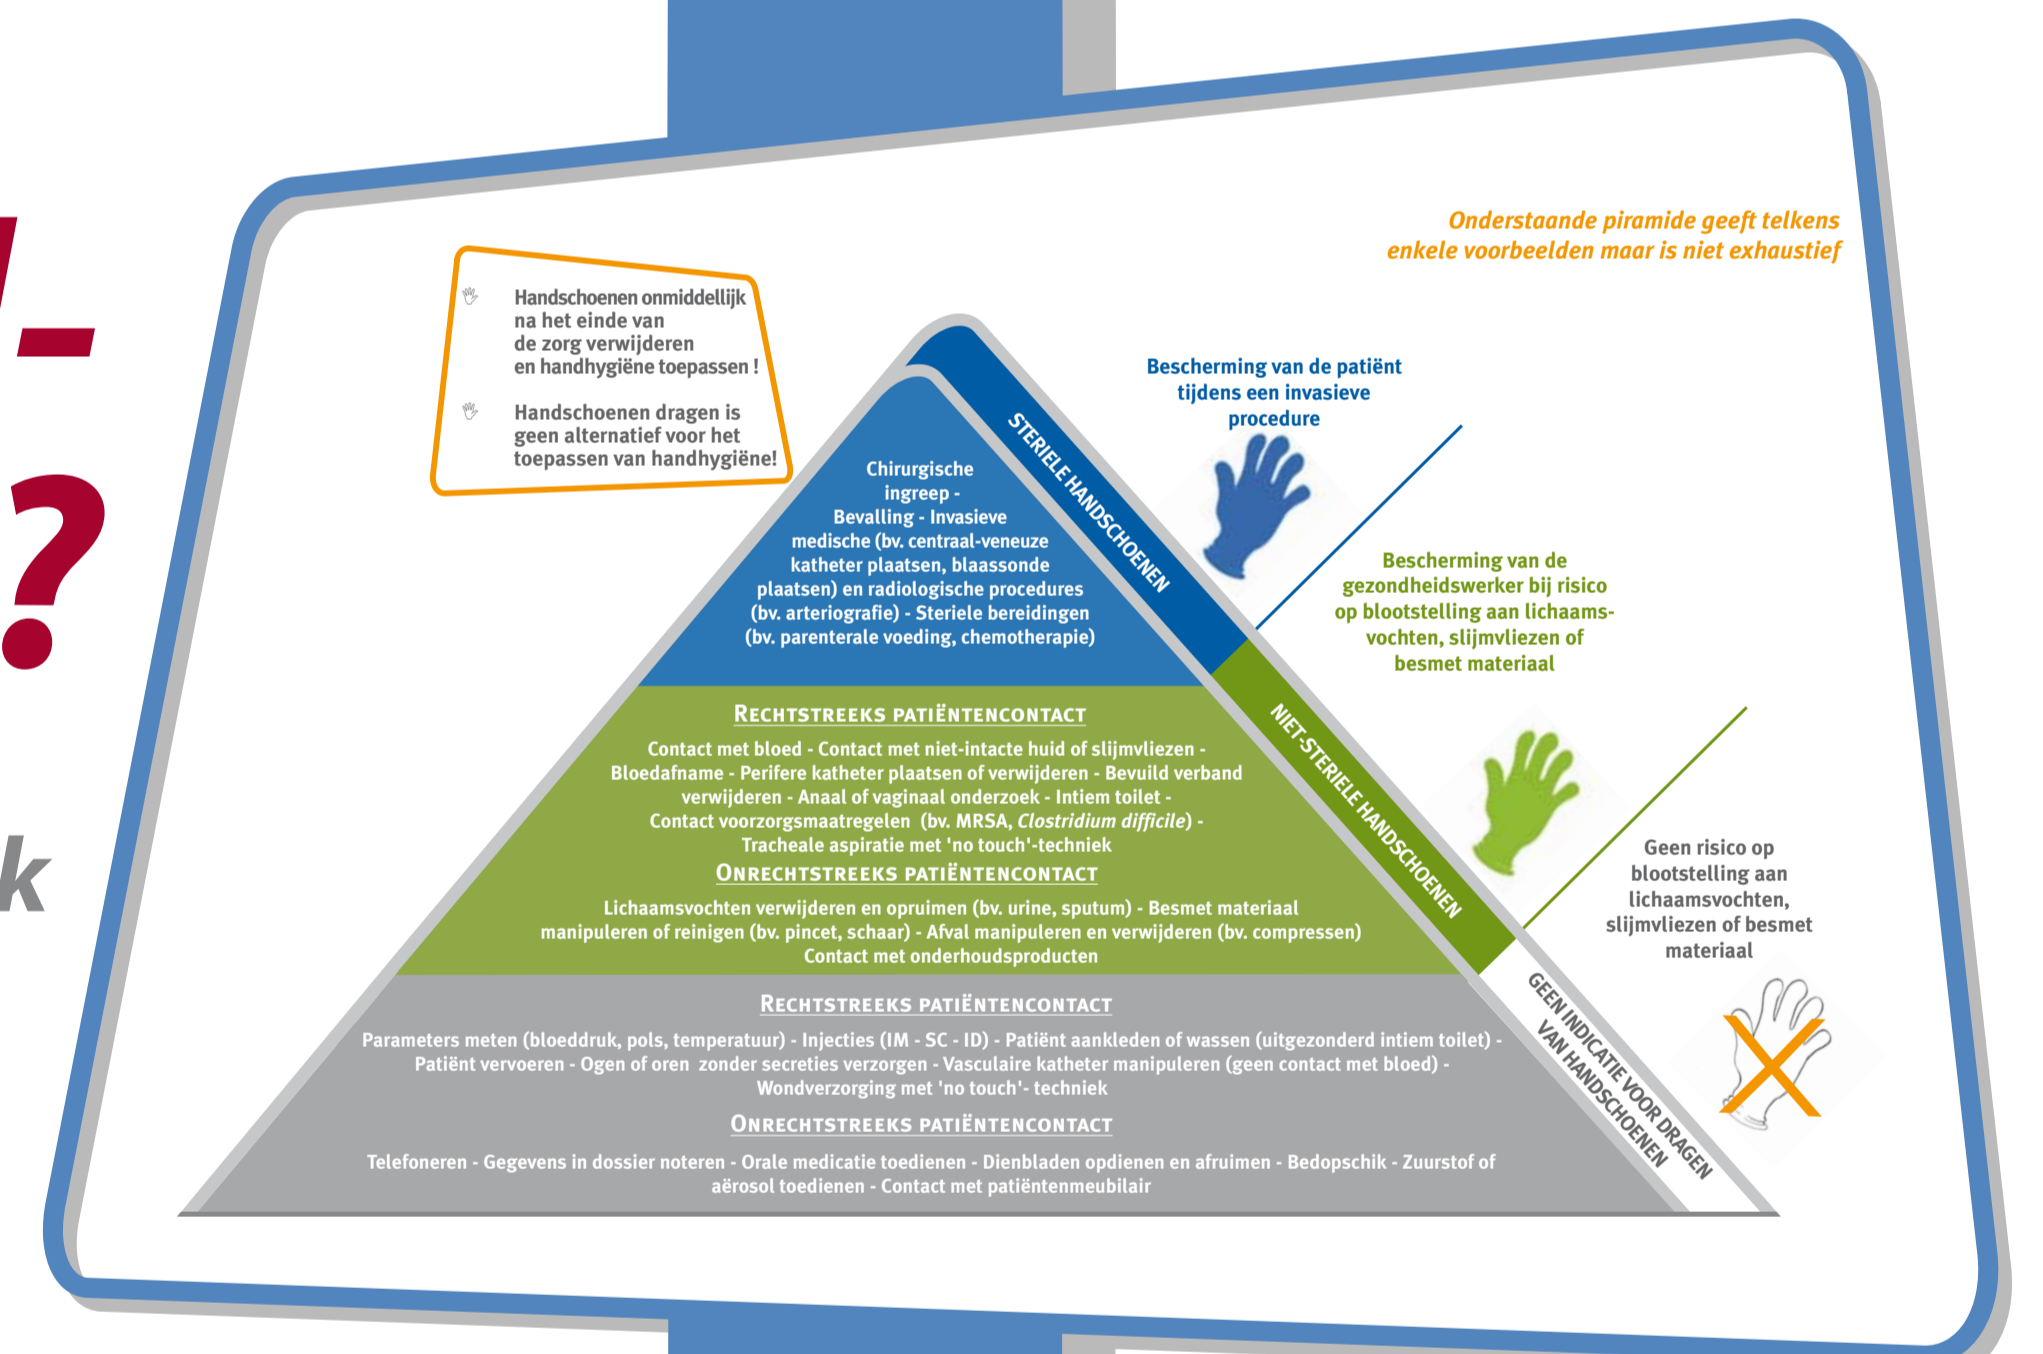 -
?
k
Onderstaande piramide geeft telkens
enkele voorbeelden maar is niet exhaustief
Handschoenen onmiddellijk
na het einde van
de zorg verwijderen
en handhygiëne toepassen !
Handschoenen dragen is
geen alternatief voor het
toepassen van handhygiëne!
Bescherming van de patiënt
tijdens een invasieve
procedure
STERIELE HANDSCHOENEN
Chirurgische
ingreep -
Bevalling - Invasieve
medische (bv. centraal-veneuze
katheter plaatsen, blaassonde
plaatsen) en radiologische procedures
(bv. arteriografie) - Steriele bereidingen
(bv. parenterale voeding, chemotherapie)
Bescherming van de
gezondheidswerker bij risico
op blootstelling aan lichaams-
vochten, slijmvliezen of
besmet materiaal
NIET-STERIELE HANDSCHOENEN
RECHTSTREEKS PATIËNTENCONTACT
Contact met bloed - Contact met niet-intacte huid of slijmvliezen -
Bloedafname - Perifere katheter plaatsen of verwijderen - Bevuild verband
verwijderen - Anaal of vaginaal onderzoek - Intiem toilet -
Contact voorzorgsmaatregelen (bv. MRSA, Clostridium difficile) -
Tracheale aspiratie met 'no touch'-techniek
ONRECHTSTREEKS PATIËNTENCONTACT
Lichaamsvochten verwijderen en opruimen (bv. urine, sputum) - Besmet materiaal
manipuleren of reinigen (bv. pincet, schaar) - Afval manipuleren en verwijderen (bv. compressen)
Contact met onderhoudsproducten
Geen risico op
blootstelling aan
lichaamsvochten,
slijmvliezen of besmet
materiaal
GEEN INDICATIE VOOR DRAGEN
VAN HANDSCHOENEN
RECHTSTREEKS PATIËNTENCONTACT
Parameters meten (bloeddruk, pols, temperatuur) - Injecties (IM - SC - ID) - Patiënt aankleden of wassen (uitgezonderd intiem toilet) -
Patiënt vervoeren - Ogen of oren zonder secreties verzorgen - Vasculaire katheter manipuleren (geen contact met bloed) -
Wondverzorging met 'no touch'- techniek
ONRECHTSTREEKS PATIËNTENCONTACT
Telefoneren - Gegevens in dossier noteren - Orale medicatie toedienen - Dienbladen opdienen en afruimen - Bedopschik - Zuurstof of
aërosol toedienen - Contact met patiëntenmeubilair